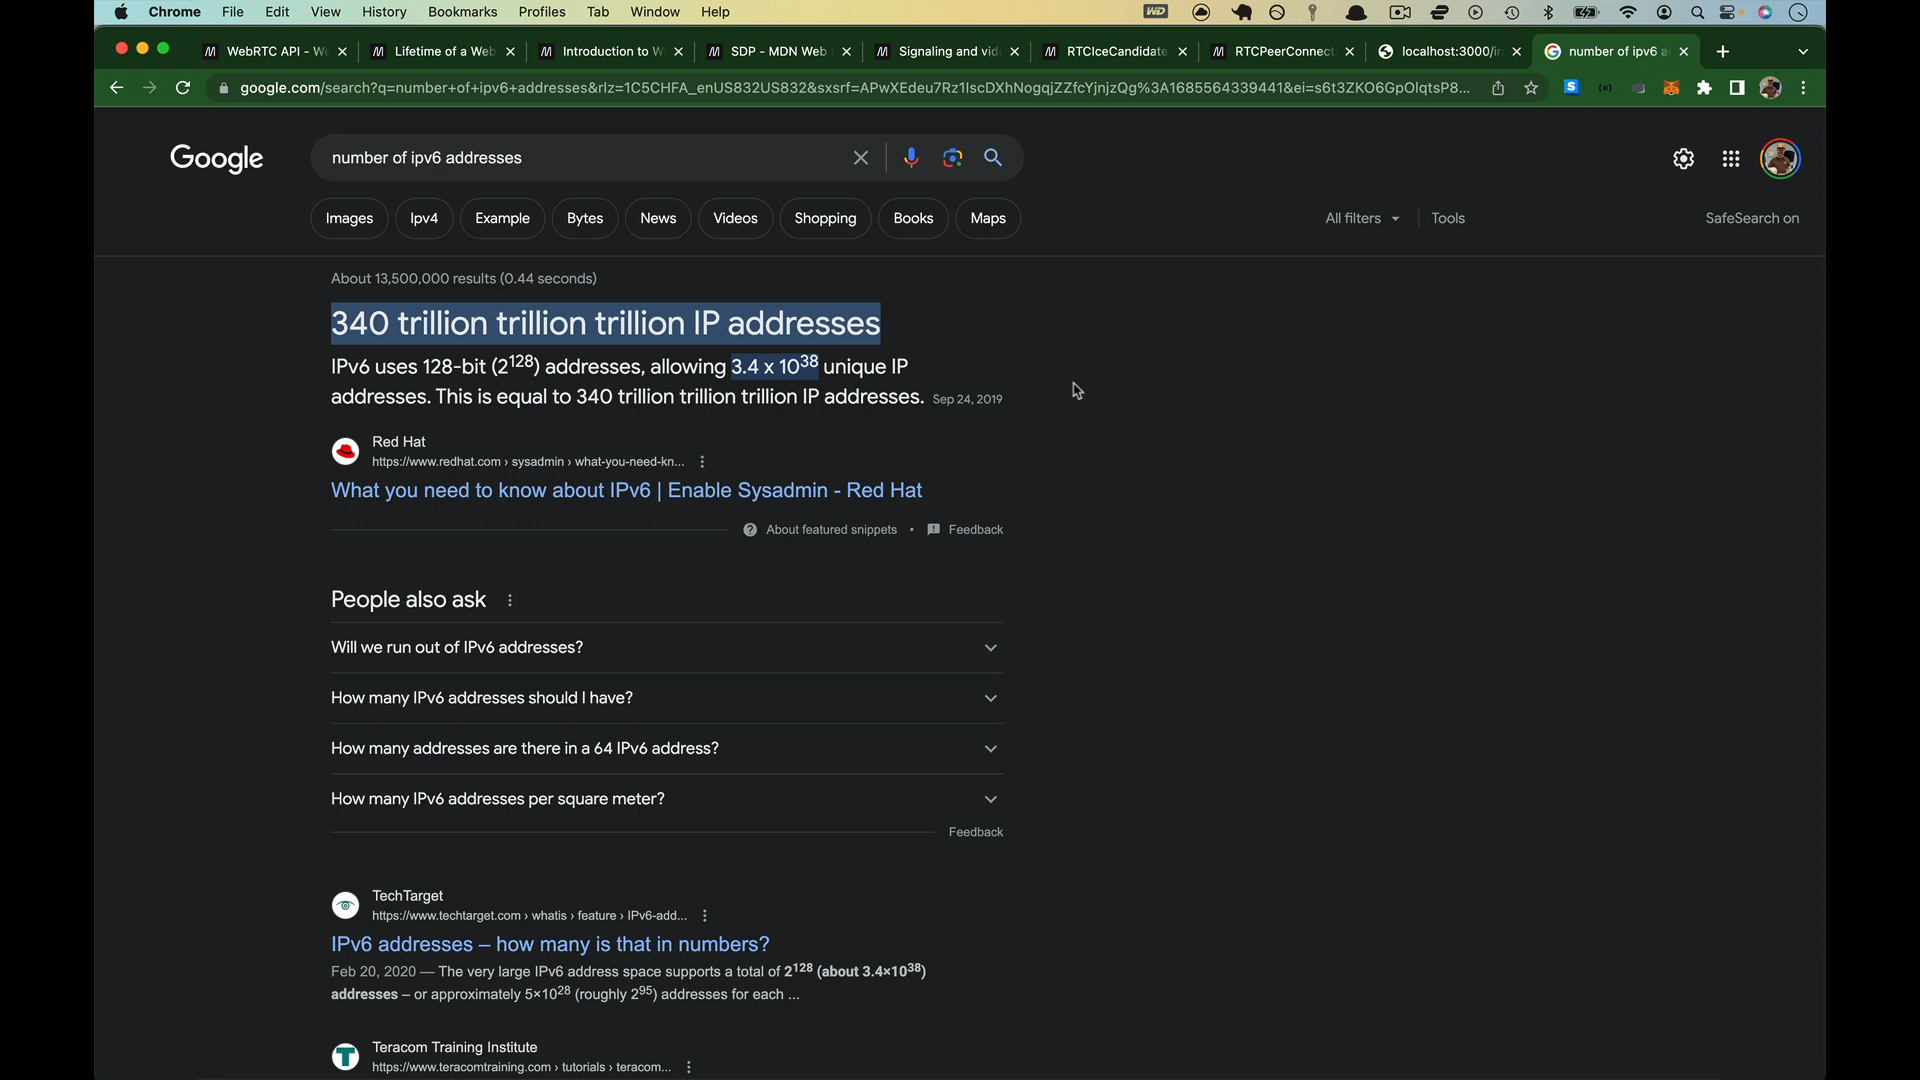 Chrome File Edit View History Bookmarks Profiles Tab Window Help
WebRTC API - W Lifetime of a Web Introduction to W SDP - MDN Web Signaling and vid RTCIceCandidate RTCPeerConnect localhost:3000/in number of ipv6 a
google.com/search?q=number+of+ipv6+addresses&rlz=1C5CHFA_enUS832US832&sxsrf=APwXEdeu7Rz1IscDXhNogqjZZfcYjnjzQg%3A1685564339441&ei=s6t3ZKO6GpOlqtsP8...
Google
number of ipv6 addresses
Images Ipv4 Example Bytes News Videos Shopping Books Maps All filters Tools SafeSearch on
About 13,500,000 results (0.44 seconds)
340 trillion trillion trillion IP addresses
IPv6 uses 128-bit (2¹²⁸) addresses, allowing 3.4 x 10³⁸ unique IP
addresses. This is equal to 340 trillion trillion trillion IP addresses. Sep 24, 2019
Red Hat
https://www.redhat.com › sysadmin › what-you-need-kn...
What you need to know about IPv6 | Enable Sysadmin - Red Hat
About featured snippets • Feedback
People also ask
Will we run out of IPv6 addresses?
How many IPv6 addresses should I have?
How many addresses are there in a 64 IPv6 address?
How many IPv6 addresses per square meter?
Feedback
TechTarget
https://www.techtarget.com › whatis › feature › IPv6-add...
IPv6 addresses – how many is that in numbers?
Feb 20, 2020 — The very large IPv6 address space supports a total of 2¹²⁸ (about 3.4×10³⁸)
addresses – or approximately 5×10²⁸ (roughly 2⁹⁵) addresses for each ...
Teracom Training Institute
https://www.teracomtraining.com › tutorials › teracom...